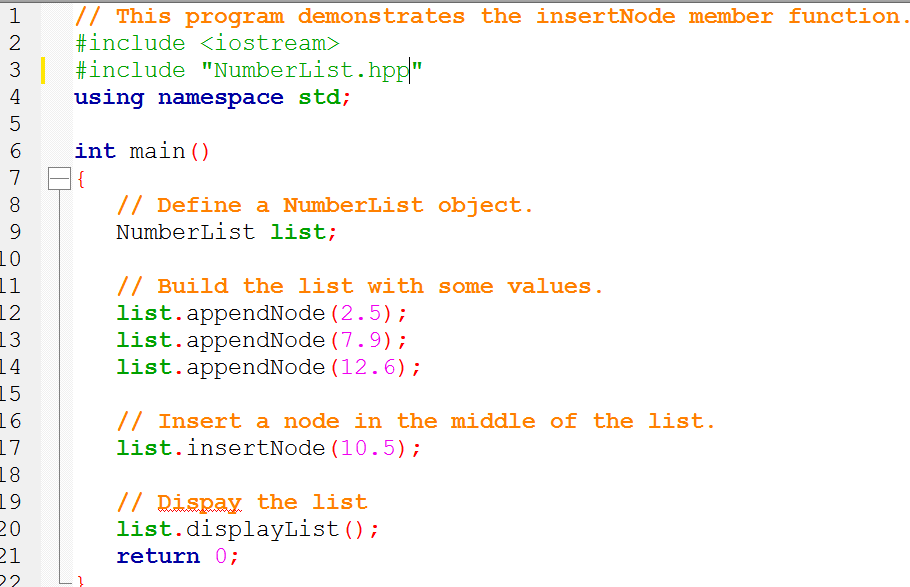 1 // This program demonstrates the insertNode member function.
2 #include <iostream>
3 #include "NumberList.hpp"
4 using namespace std;
5
6 int main()
7 {
8 // Define a NumberList object.
9 NumberList list;
10
11 // Build the list with some values.
12 list.appendNode(2.5);
13 list.appendNode(7.9);
14 list.appendNode(12.6);
15
16 // Insert a node in the middle of the list.
17 list.insertNode(10.5);
18
19 // Dispay the list
20 list.displayList();
21 return 0;
22 }